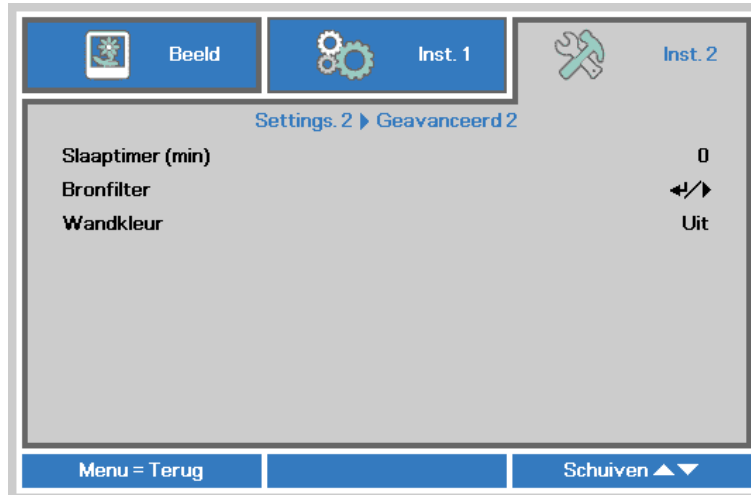 Beeld
Inst. 1
Inst. 2
Settings. 2 Geavanceerd 2
Slaaptimer (min) 0
Bronfilter
Wandkleur Uit
Menu = Terug
Schuiven